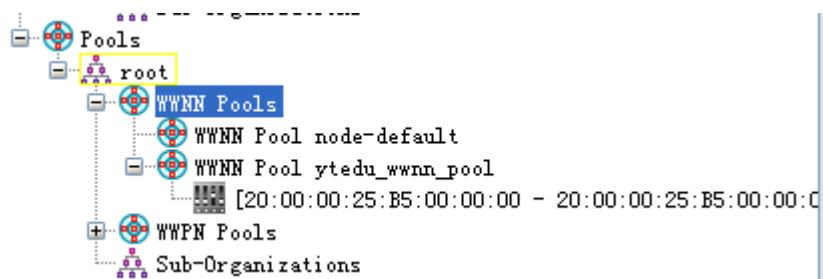 Pools
root
WWNN Pools
WWNN Pool node-default
WWNN Pool ytedu_wwnn_pool
[20:00:00:25:B5:00:00:00 - 20:00:00:25:B5:00:00:0
WWPN Pools
Sub-Organizations